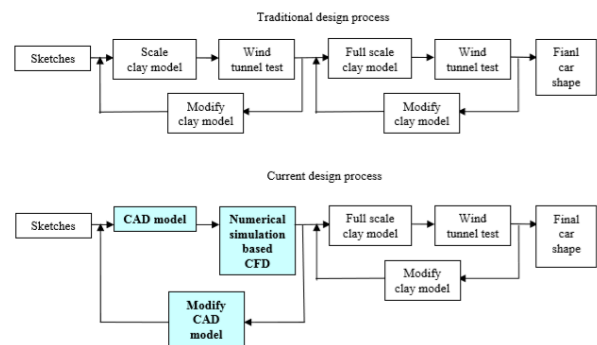 Traditional design process
Sketches
Scale
clay model
Wind
tunnel test
Full scale
clay model
Wind
tunnel test
Fianl
car
shape
Modify
clay model
Modify
clay model
Current design process
Sketches
CAD model
Numerical
simulation
based
CFD
Full scale
clay model
Wind
tunnel test
Final
car
shape
Modify
clay model
Modify
CAD
model